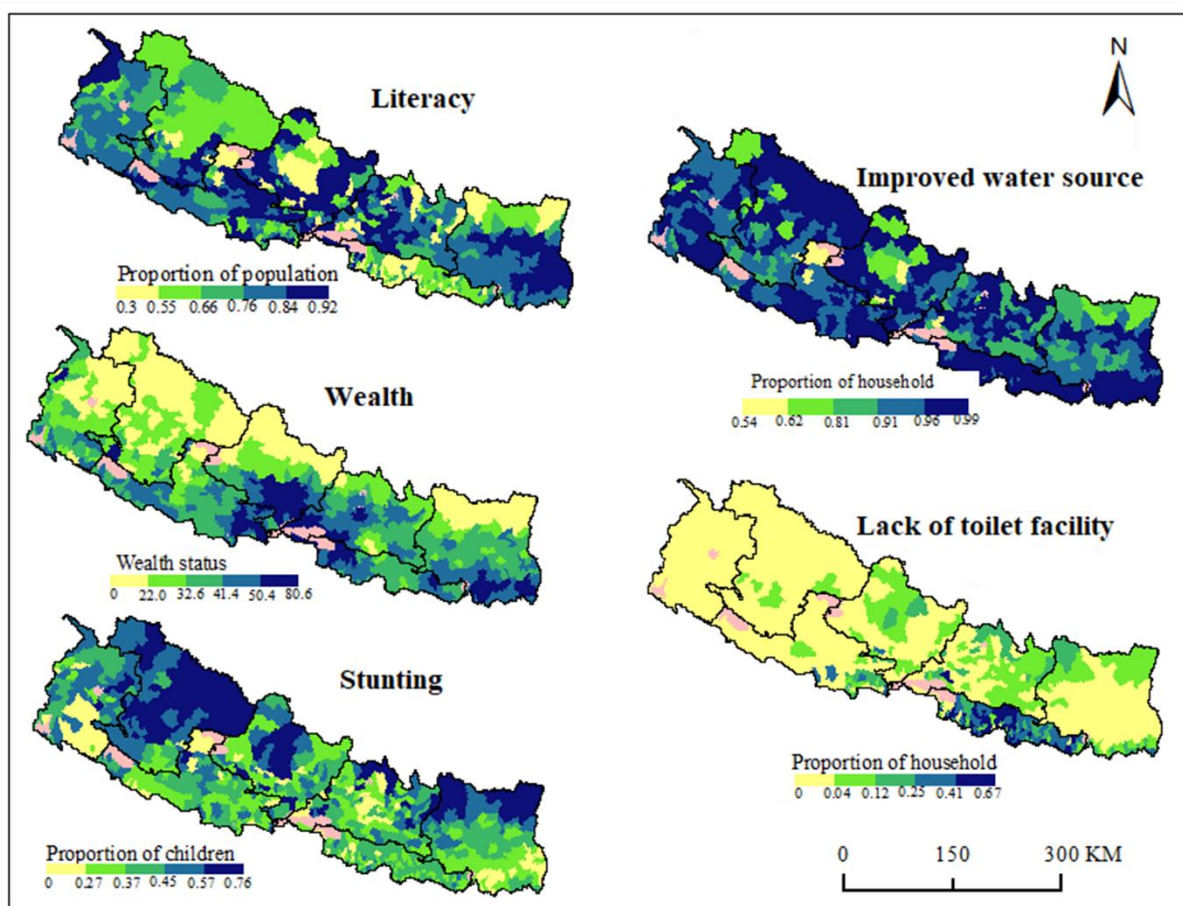 N
Literacy
Proportion of population
0.3 0.55 0.66 0.76 0.84 0.92
Wealth
Wealth status
0 22.0 32.6 41.4 50.4 80.6
Stunting
Proportion of children
0 0.27 0.37 0.45 0.57 0.76
Improved water source
Proportion of household
0.54 0.62 0.81 0.91 0.96 0.99
Lack of toilet facility
Proportion of household
0 0.04 0.12 0.25 0.41 0.67
0 150 300 KM